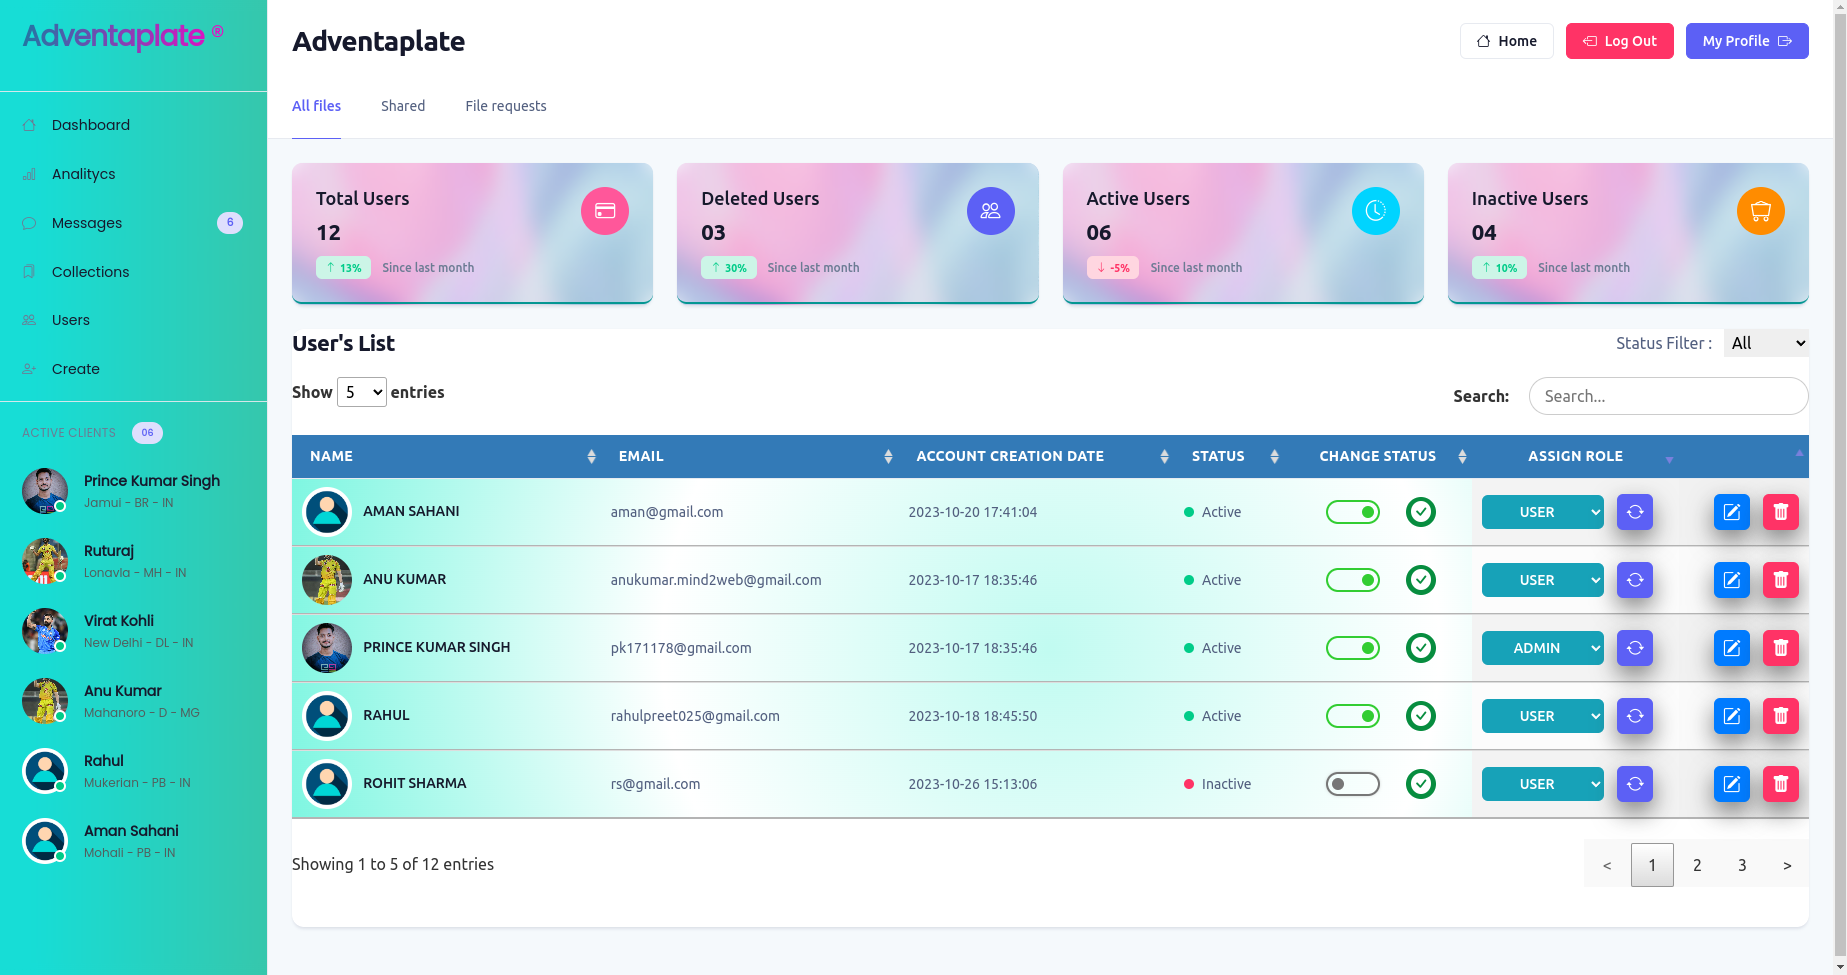 Adventaplate ®
Dashboard
Analitycs
Messages 6
Collections
Users
Create
ACTIVE CLIENTS 06
Prince Kumar Singh
Jamui - BR - IN
Ruturaj
Lonavla - MH - IN
Virat Kohli
New Delhi - DL - IN
Anu Kumar
Mahanoro - D - MG
Rahul
Mukerian - PB - IN
Aman Sahani
Mohali - PB - IN
Adventaplate
Home Log Out My Profile
All files Shared File requests
Total Users
12
↑ 13% Since last month
Deleted Users
03
↑ 30% Since last month
Active Users
06
↓ -5% Since last month
Inactive Users
04
↑ 10% Since last month
User's List
Status Filter : All
Show 5 entries
Search: Search...
NAME EMAIL ACCOUNT CREATION DATE STATUS CHANGE STATUS ASSIGN ROLE
AMAN SAHANI aman@gmail.com 2023-10-20 17:41:04 Active USER
ANU KUMAR anukumar.mind2web@gmail.com 2023-10-17 18:35:46 Active USER
PRINCE KUMAR SINGH pk171178@gmail.com 2023-10-17 18:35:46 Active ADMIN
RAHUL rahulpreet025@gmail.com 2023-10-18 18:45:50 Active USER
ROHIT SHARMA rs@gmail.com 2023-10-26 15:13:06 Inactive USER
Showing 1 to 5 of 12 entries
< 1 2 3 >